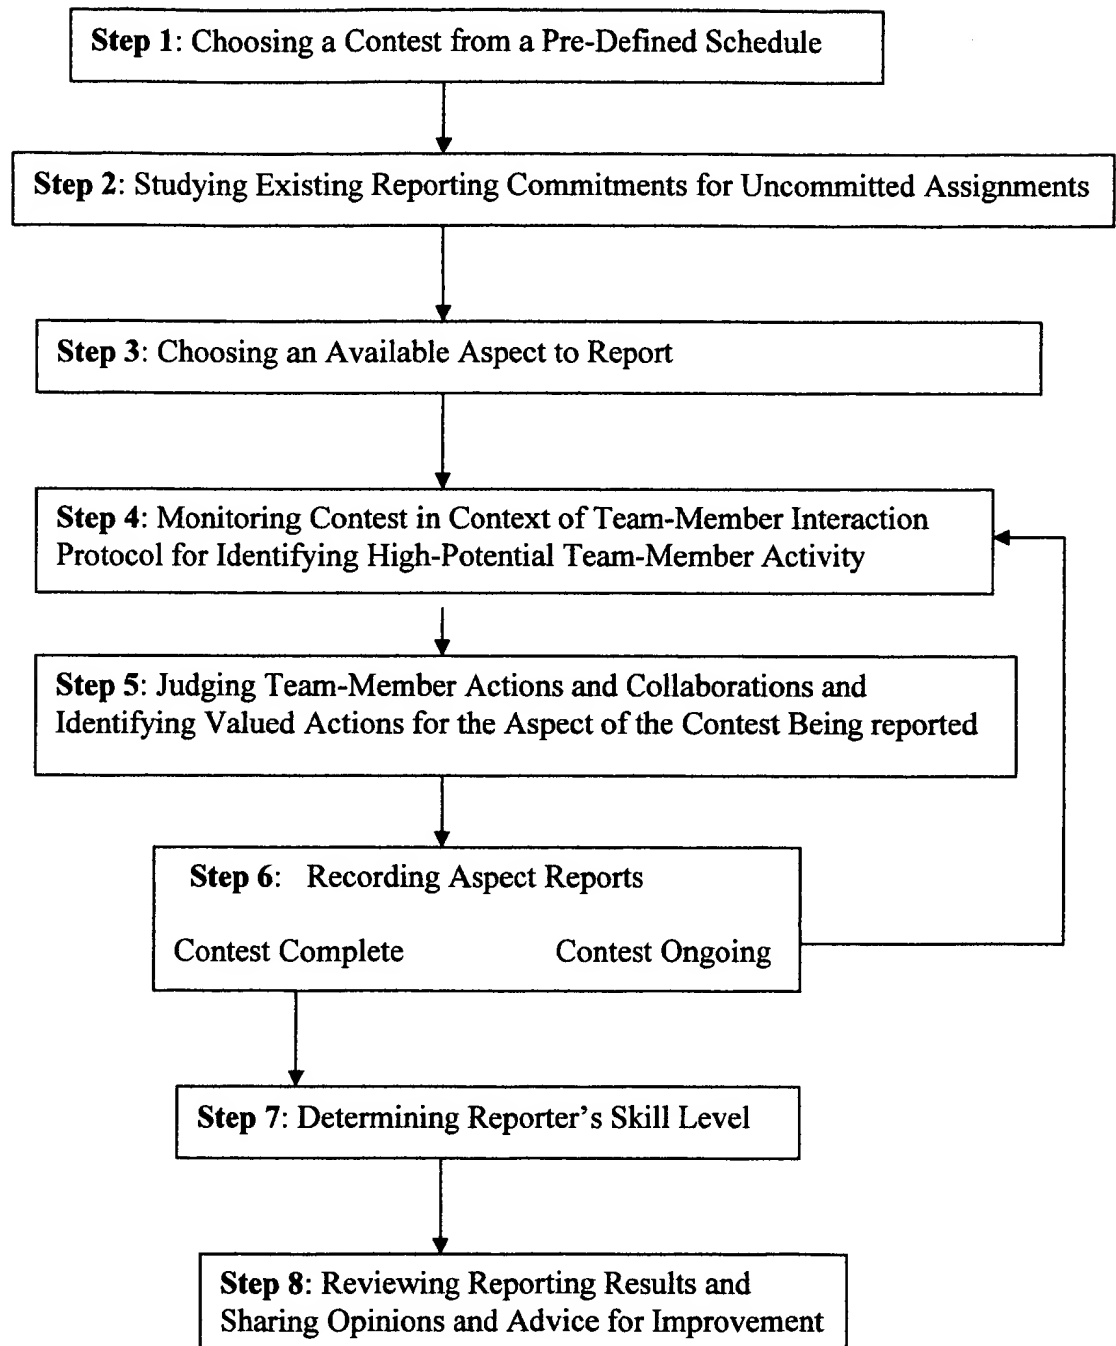 Step 1: Choosing a Contest from a Pre-Defined Schedule
Step 2: Studying Existing Reporting Commitments for Uncommitted Assignments
Step 3: Choosing an Available Aspect to Report
Step 4: Monitoring Contest in Context of Team-Member Interaction
Protocol for Identifying High-Potential Team-Member Activity
Step 5: Judging Team-Member Actions and Collaborations and
Identifying Valued Actions for the Aspect of the Contest Being reported
Step 6: Recording Aspect Reports
Contest Complete Contest Ongoing
Step 7: Determining Reporter's Skill Level
Step 8: Reviewing Reporting Results and
Sharing Opinions and Advice for Improvement